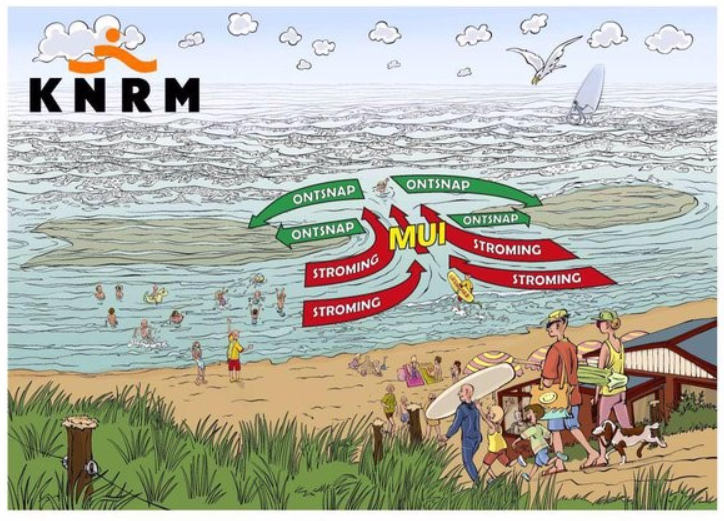 KNRM
ONTSNAP
ONTSNAP
ONTSNAP
ONTSNAP
MUI
STROMING
STROMING
STROMING
STROMING